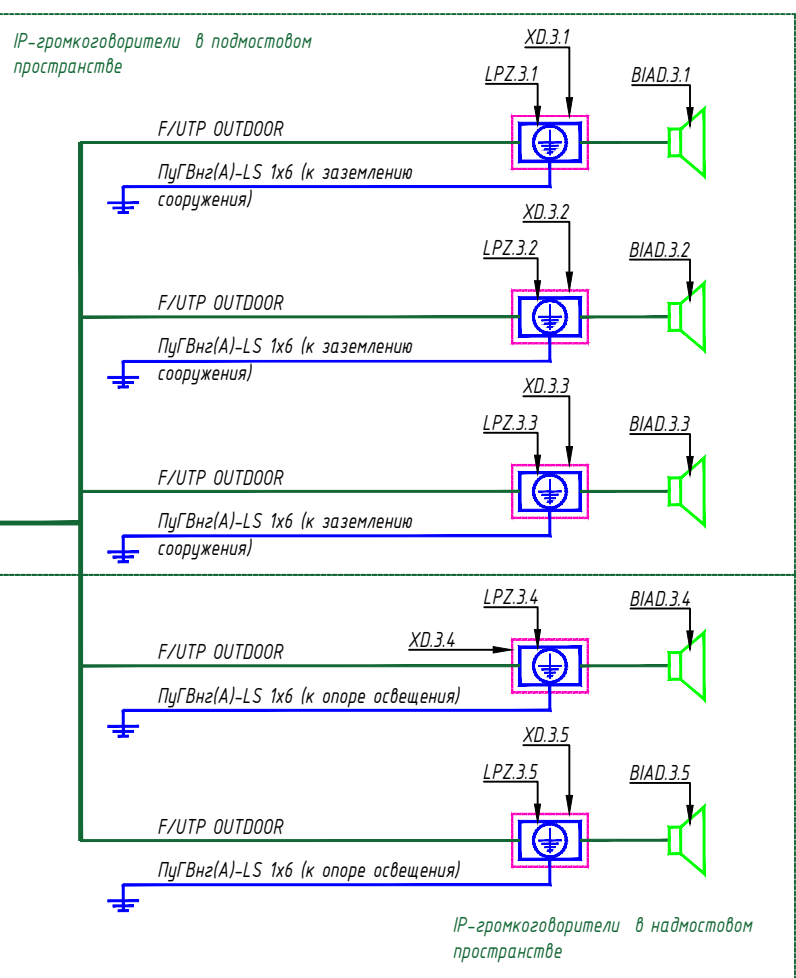 IP-громкоговорители в подмостовом
пространстве
XD.3.1
LPZ.3.1
BIAD.3.1
F/UTP OUTDOOR
ПуГВнг(А)-LS 1х6 (к заземлению
сооружения)
XD.3.2
LPZ.3.2
BIAD.3.2
F/UTP OUTDOOR
ПуГВнг(А)-LS 1х6 (к заземлению
сооружения)
XD.3.3
LPZ.3.3
BIAD.3.3
F/UTP OUTDOOR
ПуГВнг(А)-LS 1х6 (к заземлению
сооружения)
LPZ.3.4
BIAD.3.4
XD.3.4
F/UTP OUTDOOR
ПуГВнг(А)-LS 1х6 (к опоре освещения)
XD.3.5
LPZ.3.5
BIAD.3.5
F/UTP OUTDOOR
ПуГВнг(А)-LS 1х6 (к опоре освещения)
IP-громкоговорители в надмостовом
пространстве